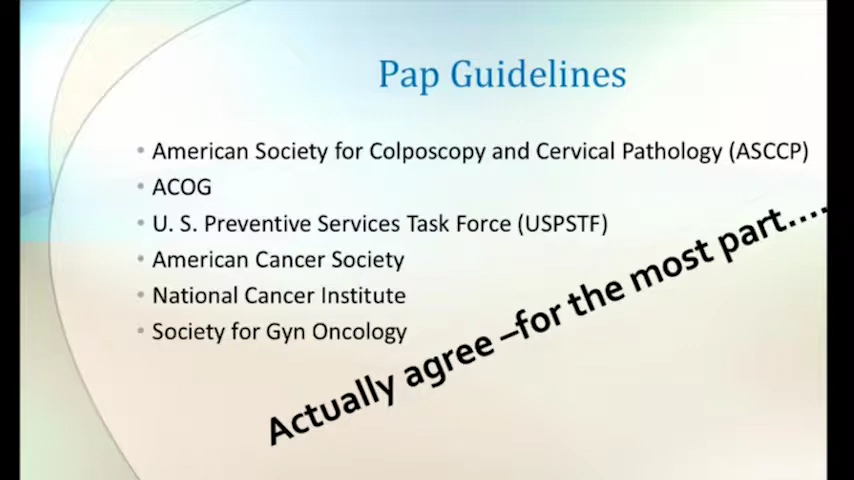 Pap Guidelines
• American Society for Colposcopy and Cervical Pathology (ASCCP)
• ACOG
• U. S. Preventive Services Task Force (USPSTF)
• American Cancer Society
• National Cancer Institute
• Society for Gyn Oncology
Actually agree –for the most part....